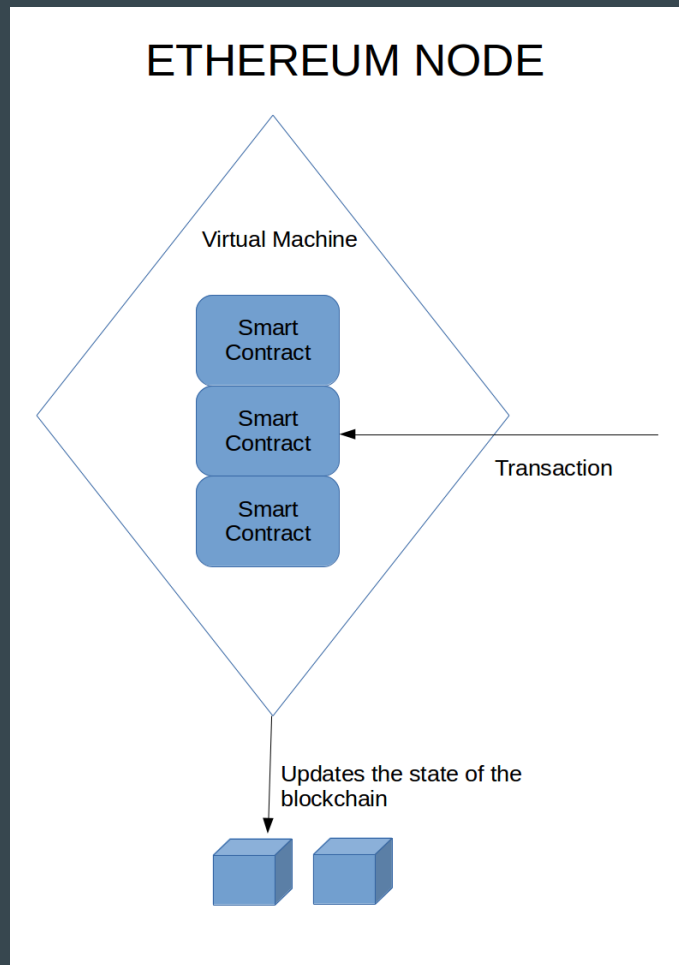 ETHEREUM NODE
Virtual Machine
Smart
Contract
Smart
Contract
Smart
Contract
Transaction
Updates the state of the
blockchain